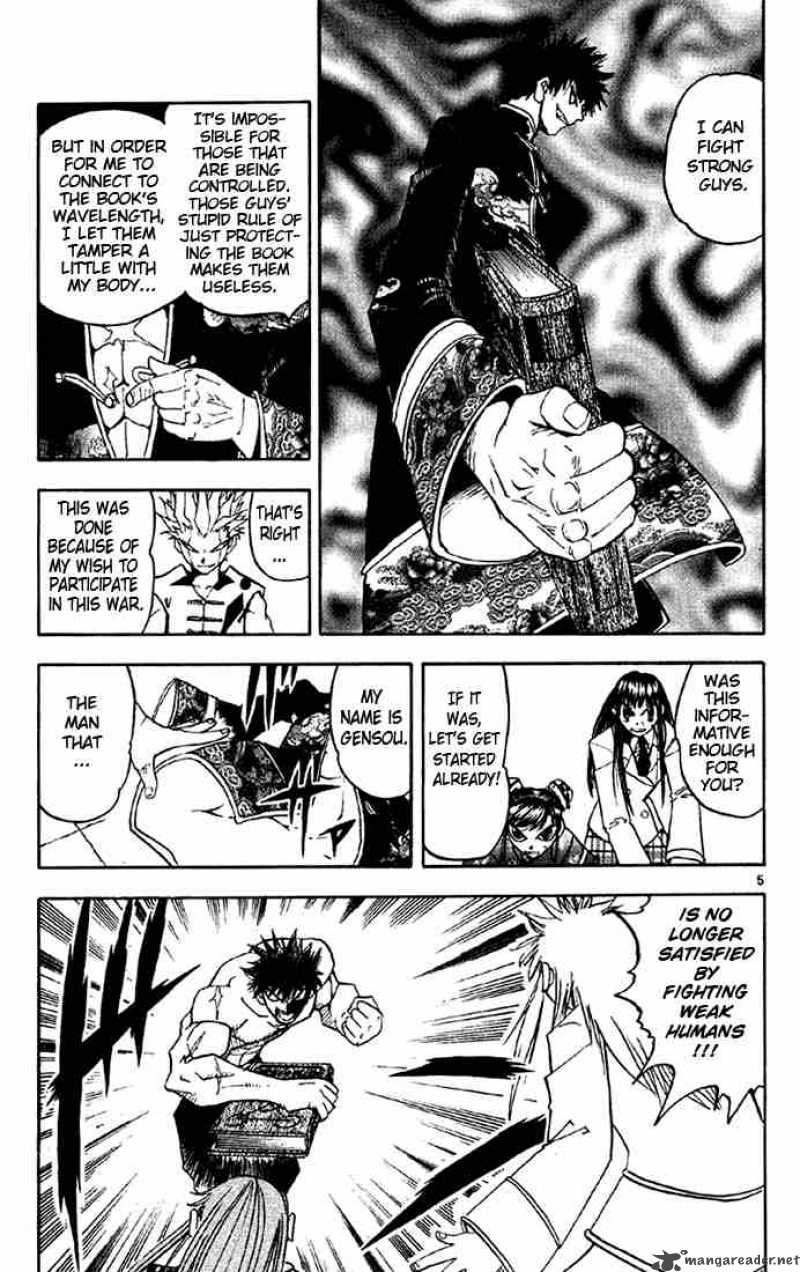 I CAN
FIGHT
STRONG
GUYS.
IT'S IMPOS-
SIBLE FOR
THOSE THAT
ARE BEING
CONTROLLED.
THOSE GUYS'
STUPID RULE OF
JUST PROTECT-
ING THE BOOK
MAKES THEM
USELESS.
BUT IN ORDER
FOR ME TO
CONNECT TO
THE BOOK'S
WAVELENGTH,
I LET THEM
TAMPER A
LITTLE WITH
MY BODY...
THAT'S
RIGHT
...
THIS WAS
DONE
BECAUSE OF
MY WISH TO
PARTICIPATE
IN THIS WAR.
WAS
THIS
INFOR-
MATIVE
ENOUGH
FOR
YOU?
IF IT
WAS,
LET'S GET
STARTED
ALREADY!
MY
NAME IS
GENSOU.
THE
MAN
THAT
...
5
IS NO
LONGER
SATISFIED
BY
FIGHTING
WEAK
HUMANS
!!!
mangareader.net